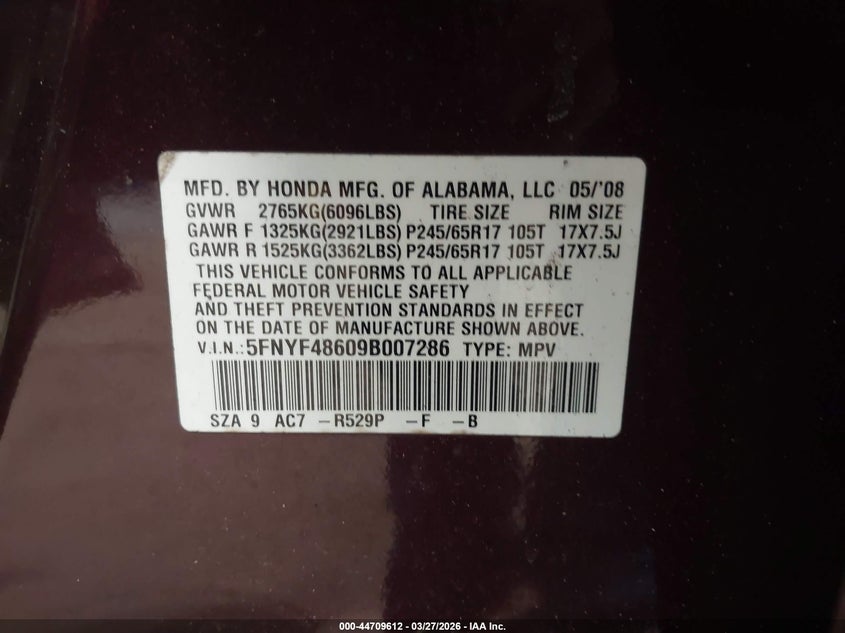 MFD. BY HONDA MFG. OF ALABAMA, LLC 05/'08
GVWR 2765KG(6096LBS) TIRE SIZE RIM SIZE
GAWR F 1325KG(2921LBS) P245/65R17 105T 17X7.5J
GAWR R 1525KG(3362LBS) P245/65R17 105T 17X7.5J
THIS VEHICLE CONFORMS TO ALL APPLICABLE
FEDERAL MOTOR VEHICLE SAFETY
AND THEFT PREVENTION STANDARDS IN EFFECT
ON THE DATE OF MANUFACTURE SHOWN ABOVE.
V.I.N.:5FNYF48609B007286 TYPE: MPV
SZA 9 AC7 –R529P –F –B
000-44709612 — 03/27/2026 — IAA Inc.